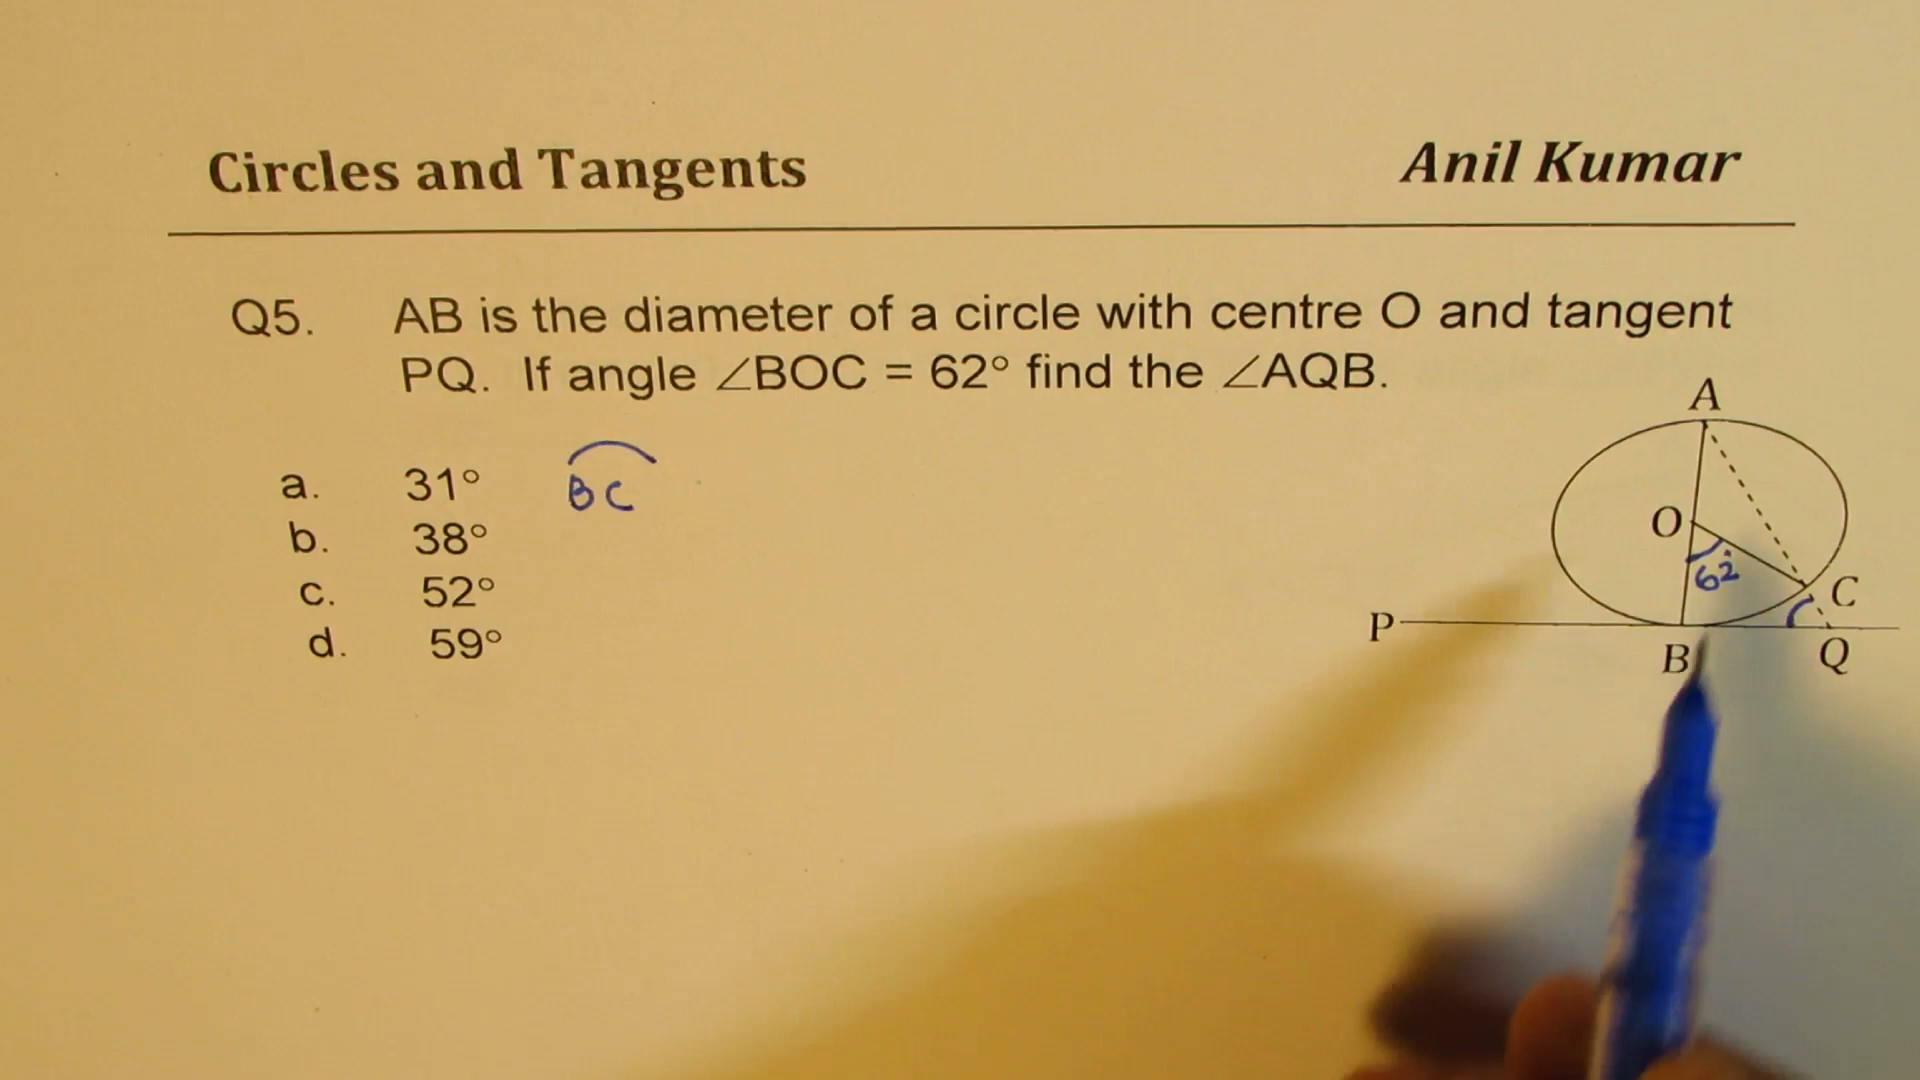 Circles and Tangents
Anil Kumar
Q5. AB is the diameter of a circle with centre O and tangent
PQ. If angle ∠BOC = 62° find the ∠AQB.
a. 31°
b. 38°
c. 52°
d. 59°
BC
A
O
62°
C
P
B
Q